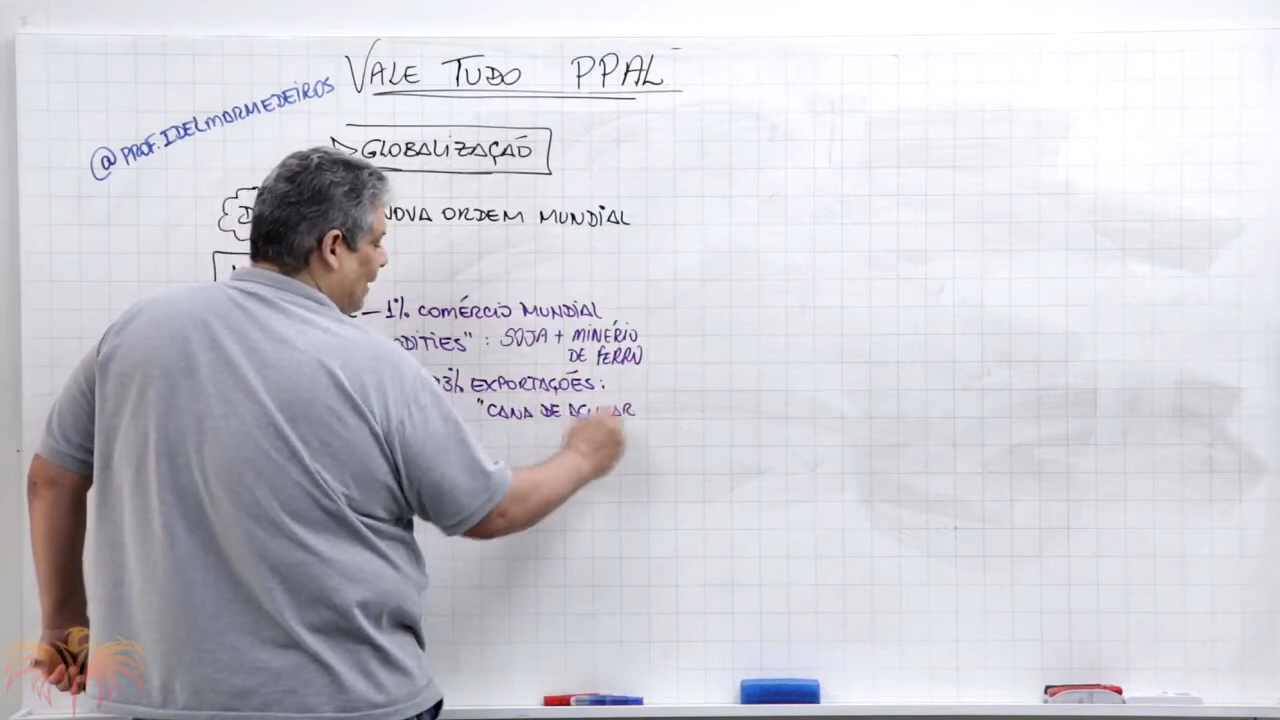 VALE TUDO PPAL
@PROF.IDELMARMEDEIROS
GLOBALIZAÇÃO
NOVA ORDEM MUNDIAL
1% COMÉRCIO MUNDIAL
: SOJA + MINÉRIO
DE FERRO
3% EXPORTAÇÕES:
"CANA DE AÇUCAR